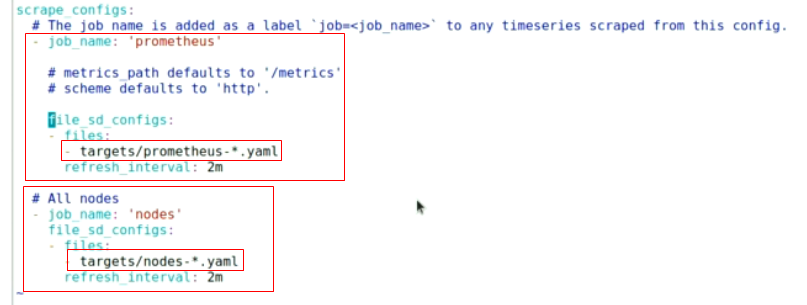 scrape_configs:
# The job name is added as a label `job=<job_name>` to any timeseries scraped from this config.
- job_name: 'prometheus'
# metrics_path defaults to '/metrics'
# scheme defaults to 'http'.
file_sd_configs:
- files:
- targets/prometheus-*.yaml
refresh_interval: 2m
# All nodes
- job_name: 'nodes'
file_sd_configs:
- files:
- targets/nodes-*.yaml
refresh_interval: 2m
~